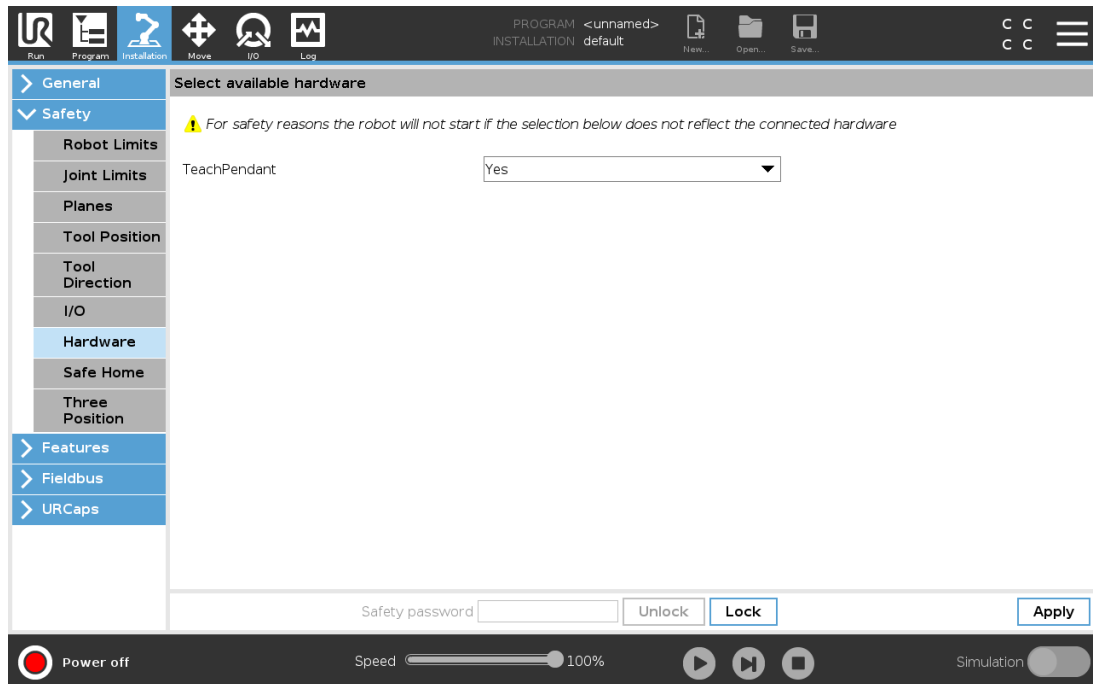 PROGRAM <unnamed>
INSTALLATION default
C C
C C
Run Program Installation Move I/O Log New... Open... Save...
General
Safety
Robot Limits
Joint Limits
Planes
Tool Position
Tool
Direction
I/O
Hardware
Safe Home
Three
Position
Features
Fieldbus
URCaps
Select available hardware
For safety reasons the robot will not start if the selection below does not reflect the connected hardware
TeachPendant Yes
Safety password Unlock Lock Apply
Power off Speed 100% Simulation